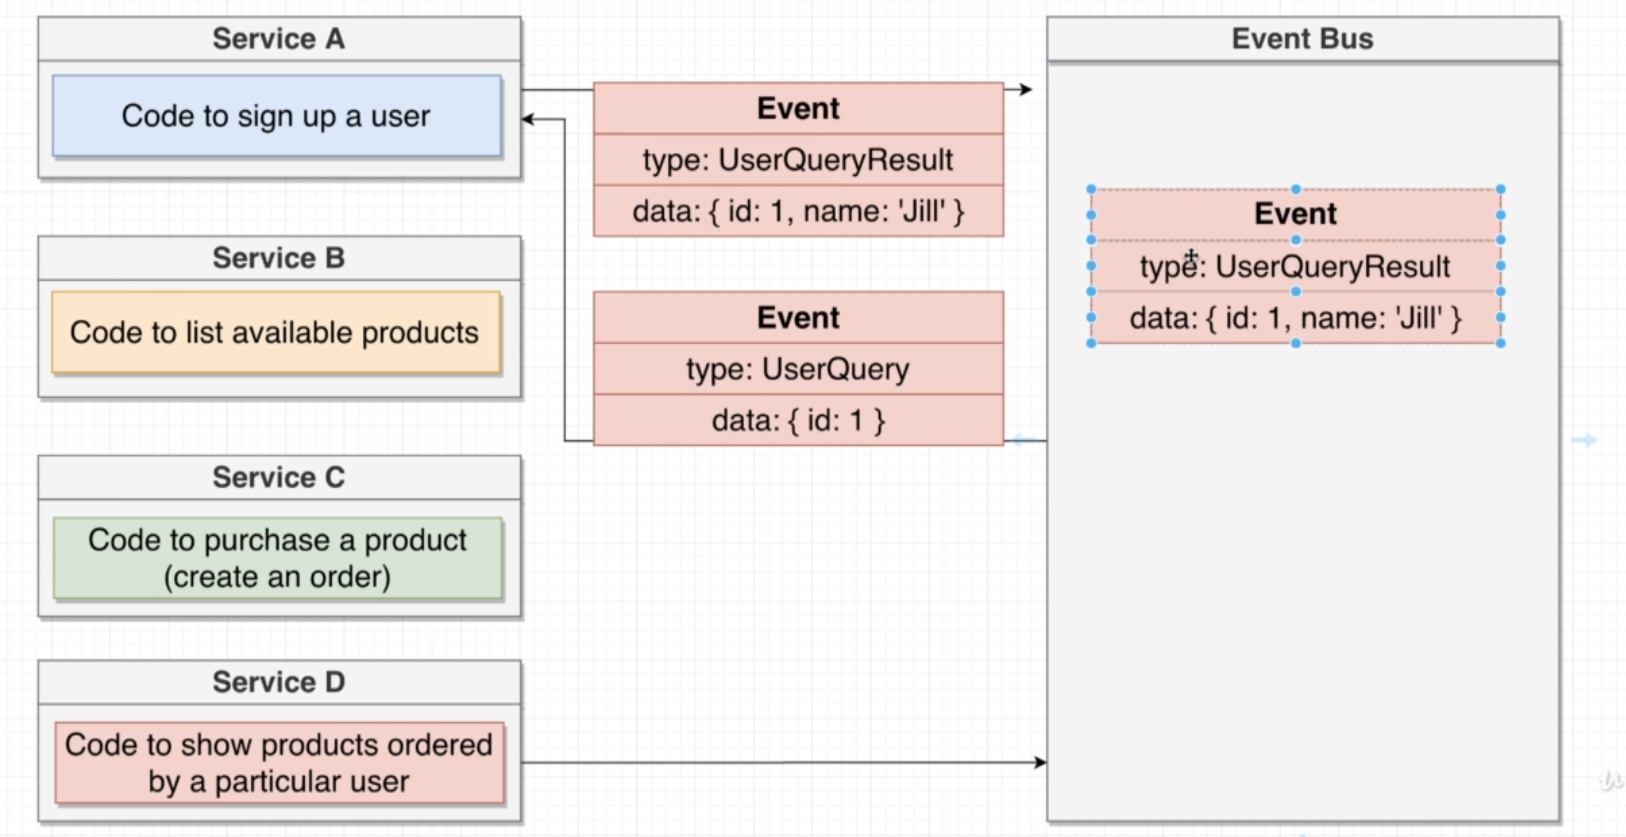 Service A
Code to sign up a user
Service B
Code to list available products
Service C
Code to purchase a product
(create an order)
Service D
Code to show products ordered
by a particular user
Event
type: UserQueryResult
data: { id: 1, name: 'Jill' }
Event
type: UserQuery
data: { id: 1 }
Event Bus
Event
type: UserQueryResult
data: { id: 1, name: 'Jill' }